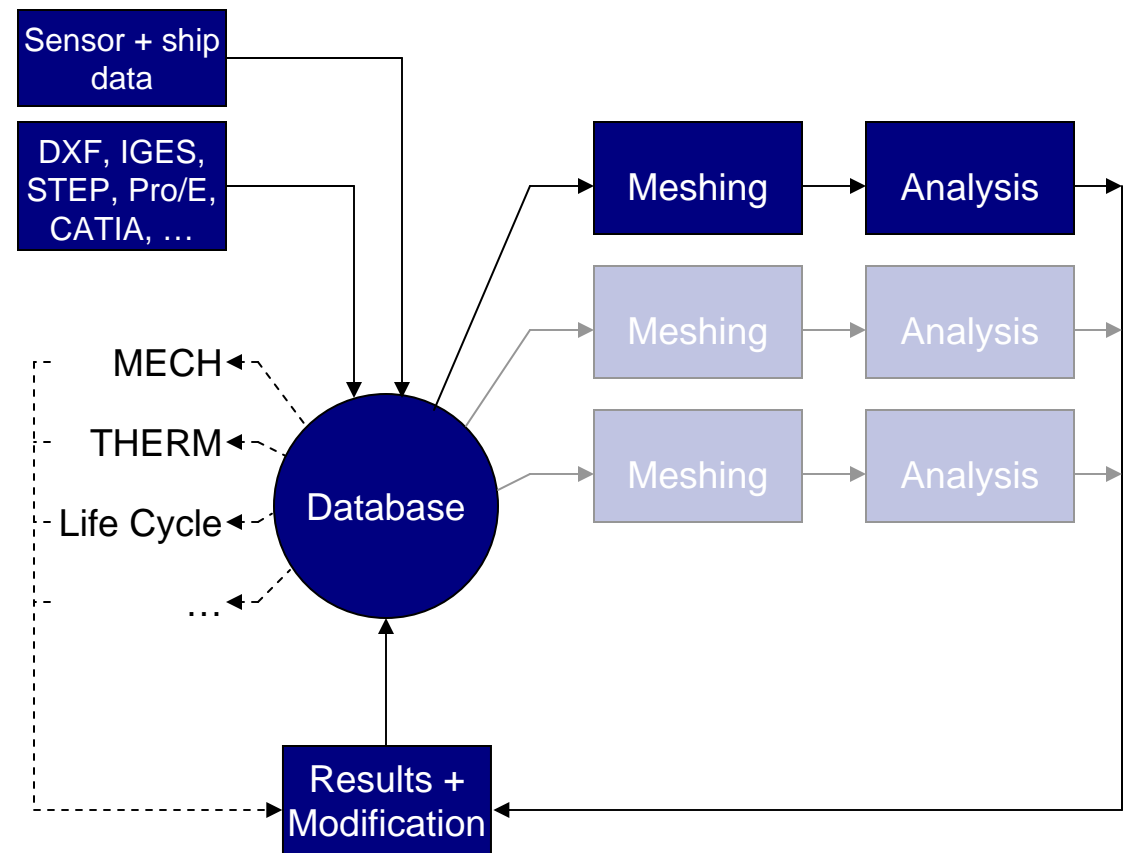 Sensor + ship
data
DXF, IGES,
STEP, Pro/E,
CATIA, …
Meshing
Analysis
Meshing
Analysis
MECH
THERM
Meshing
Analysis
Database
Life Cycle
…
Results +
Modification